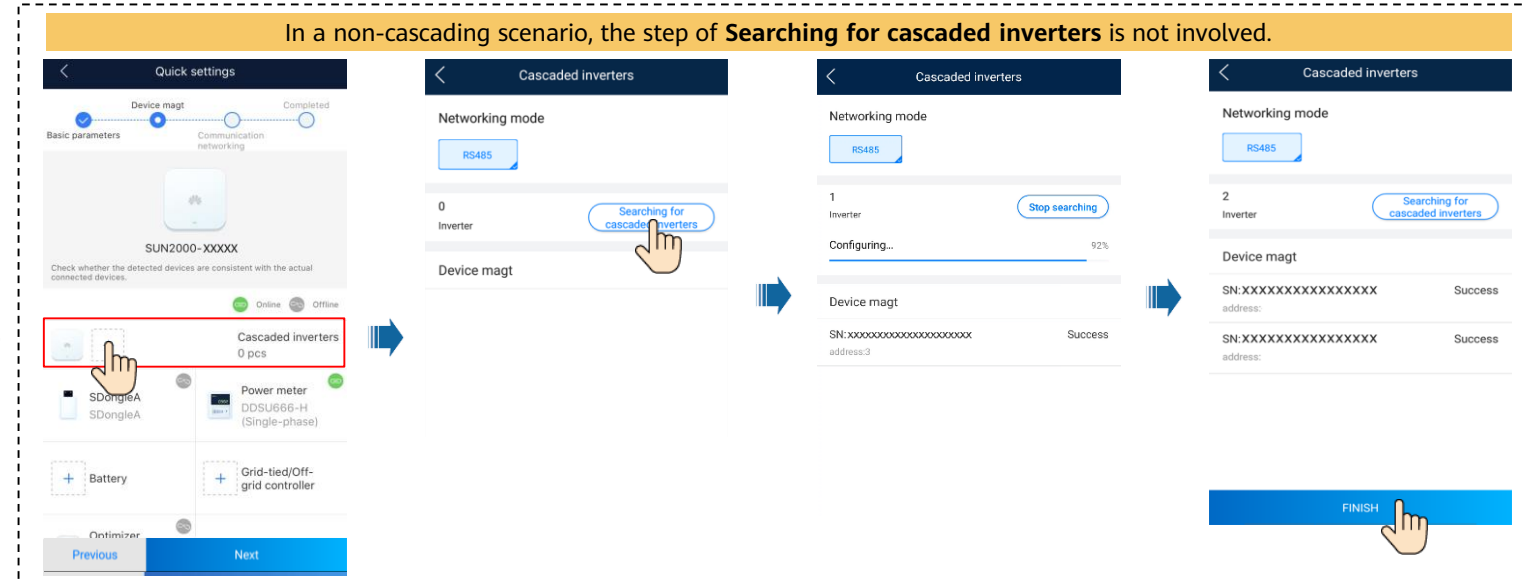 In a non-cascading scenario, the step of Searching for cascaded inverters is not involved.
Quick settings
Device magt
Completed
Basic parameters
Communication
networking
SUN2000-XXXXX
Check whether the detected devices are consistent with the actual
connected devices.
Online
Offline
Cascaded inverters
0 pcs
SDongleA
SDongleA
Power meter
DDSU666-H
(Single-phase)
Battery
Grid-tied/Off-
grid controller
Optimizer
Previous
Next
Cascaded inverters
Networking mode
RS485
0
Inverter
Searching for
cascaded inverters
Device magt
Cascaded inverters
Networking mode
RS485
1
Inverter
Stop searching
Configuring...
92%
Device magt
SN:XXXXXXXXXXXXXXXXXXXX
Success
address:3
Cascaded inverters
Networking mode
RS485
2
Inverter
Searching for
cascaded inverters
Device magt
SN:XXXXXXXXXXXXXXXX
Success
address:
SN:XXXXXXXXXXXXXXXX
Success
address:
FINISH